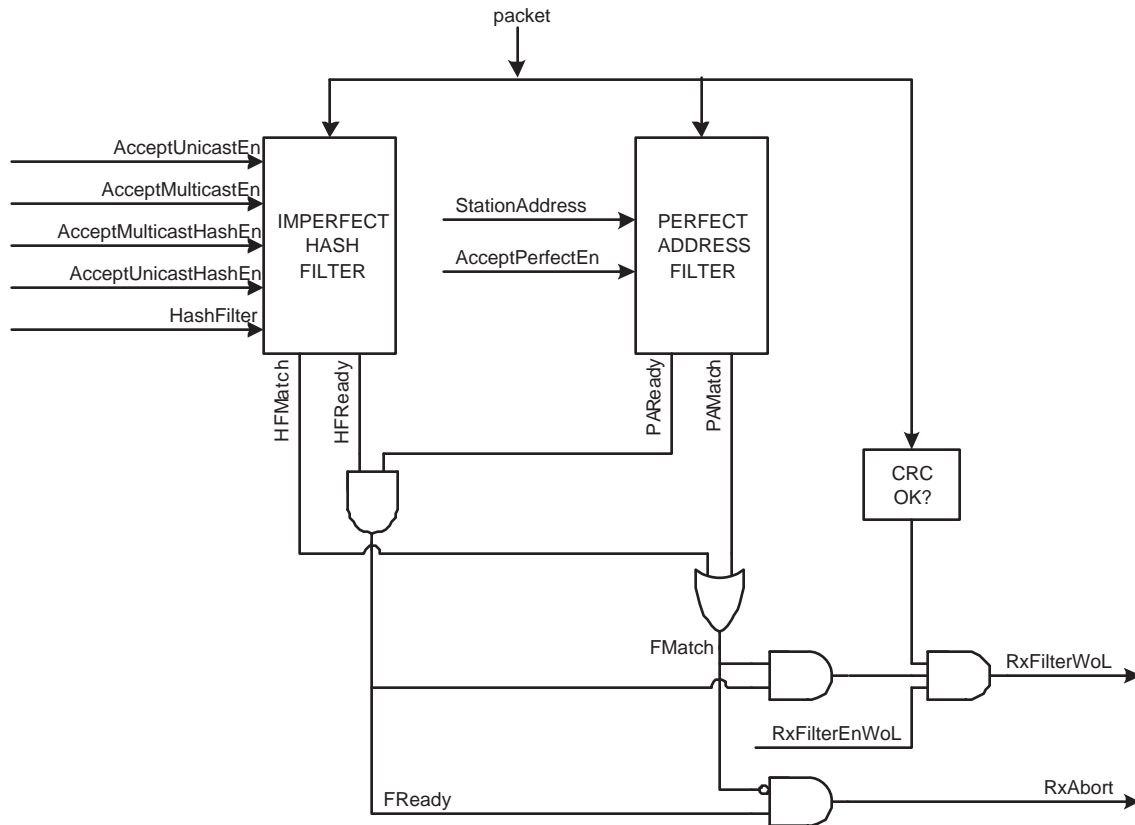 packet
AcceptUnicastEn
AcceptMulticastEn
AcceptMulticastHashEn
AcceptUnicastHashEn
HashFilter
IMPERFECT
HASH
FILTER
StationAddress
AcceptPerfectEn
PERFECT
ADDRESS
FILTER
HFMatch
HFReady
PAReady
PAMatch
CRC
OK?
FMatch
RxFilterWoL
RxFilterEnWoL
FReady
RxAbort